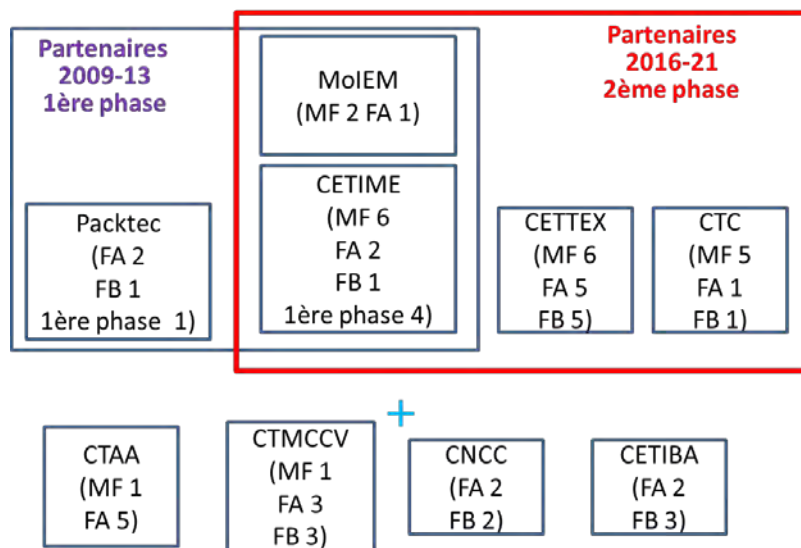 Partenaires
2009-13
1ère phase
Partenaires
2016-21
2ème phase
MoIEM
(MF 2 FA 1)
Packtec
(FA 2
FB 1
1ère phase 1)
CETIME
(MF 6
FA 2
FB 1
1ère phase 4)
CETTEX
(MF 6
FA 5
FB 5)
CTC
(MF 5
FA 1
FB 1)
+
CTAA
(MF 1
FA 5)
CTMCCV
(MF 1
FA 3
FB 3)
CNCC
(FA 2
FB 2)
CETIBA
(FA 2
FB 3)